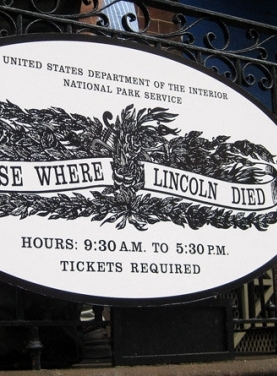 UNITED STATES DEPARTMENT OF THE INTERIOR
NATIONAL PARK SERVICE
SE WHERE LINCOLN DIED
HOURS: 9:30 A.M. TO 5:30 P.M.
TICKETS REQUIRED